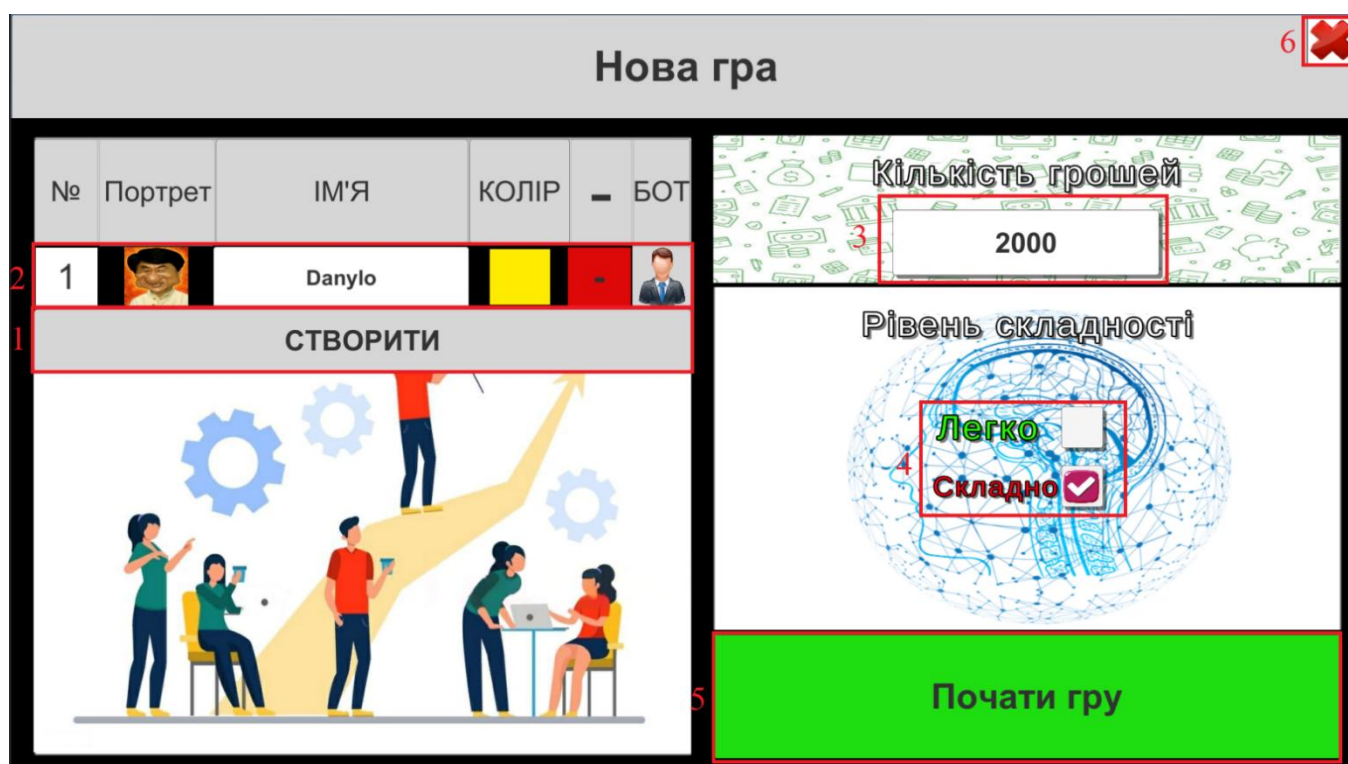 Нова гра
6
№ Портрет ІМ'Я КОЛІР - БОТ
2 1 Danylo -
1 СТВОРИТИ
Кількість грошей
3 2000
Рівень складності
Легко
4
Складно
5 Почати гру